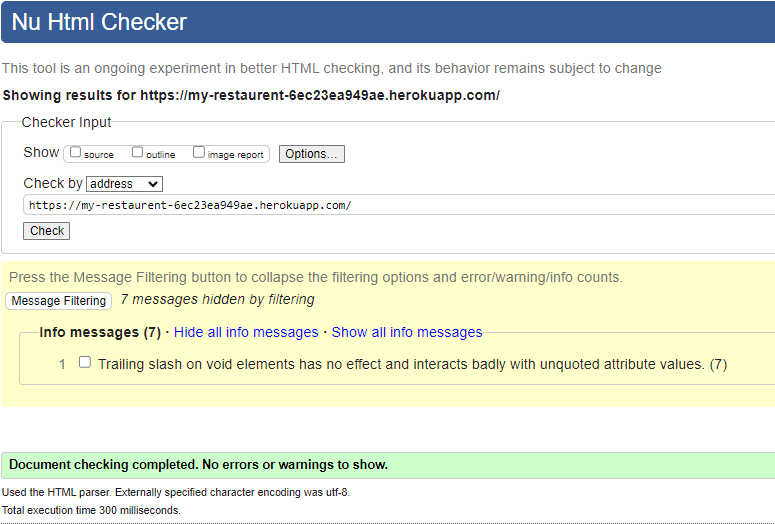 Nu Html Checker
This tool is an ongoing experiment in better HTML checking, and its behavior remains subject to change
Showing results for https://my-restaurent-6ec23ea949ae.herokuapp.com/
Checker Input
Show source outline image report Options...
Check by address
https://my-restaurent-6ec23ea949ae.herokuapp.com/
Check
Press the Message Filtering button to collapse the filtering options and error/warning/info counts.
Message Filtering 7 messages hidden by filtering
Info messages (7) · Hide all info messages · Show all info messages
1 Trailing slash on void elements has no effect and interacts badly with unquoted attribute values. (7)
Document checking completed. No errors or warnings to show.
Used the HTML parser. Externally specified character encoding was utf-8.
Total execution time 300 milliseconds.